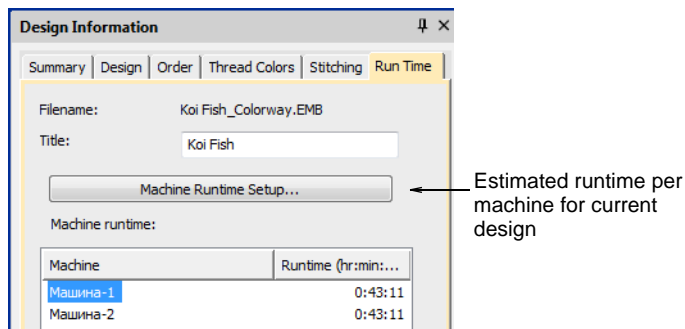 Design Information
Summary Design Order Thread Colors Stitching Run Time
Filename: Koi Fish_Colorway.EMB
Title: Koi Fish
Machine Runtime Setup...
Estimated runtime per
machine for current
design
Machine runtime:
Machine Runtime (hr:min:...
Машина-1 0:43:11
Машина-2 0:43:11